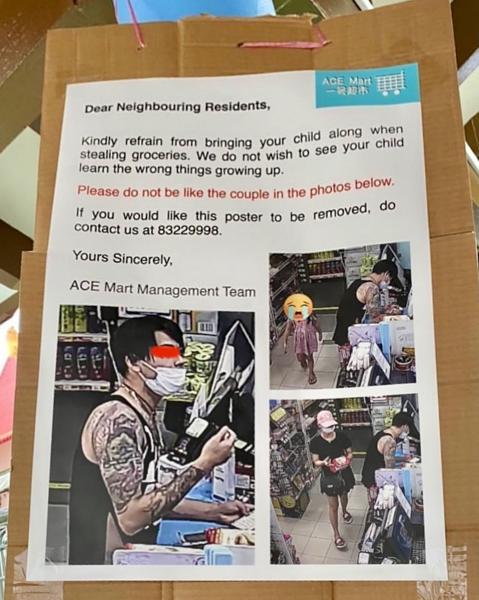 ACE Mart
一號超市
Dear Neighbouring Residents,
Kindly refrain from bringing your child along when
stealing groceries. We do not wish to see your child
learn the wrong things growing up.
Please do not be like the couple in the photos below.
If you would like this poster to be removed, do
contact us at 83229998.
Yours Sincerely,
ACE Mart Management Team